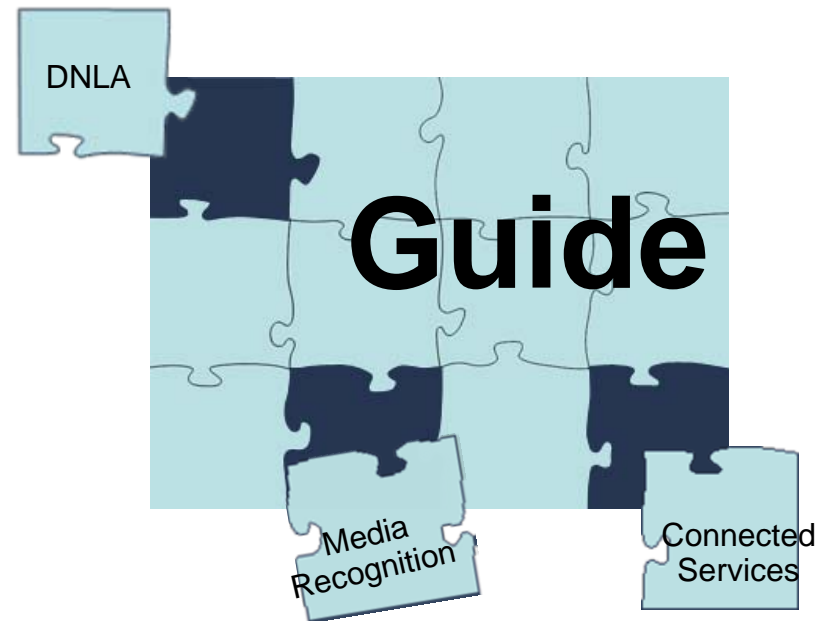 DNLA
Guide
Media
Recognition
Connected
Services